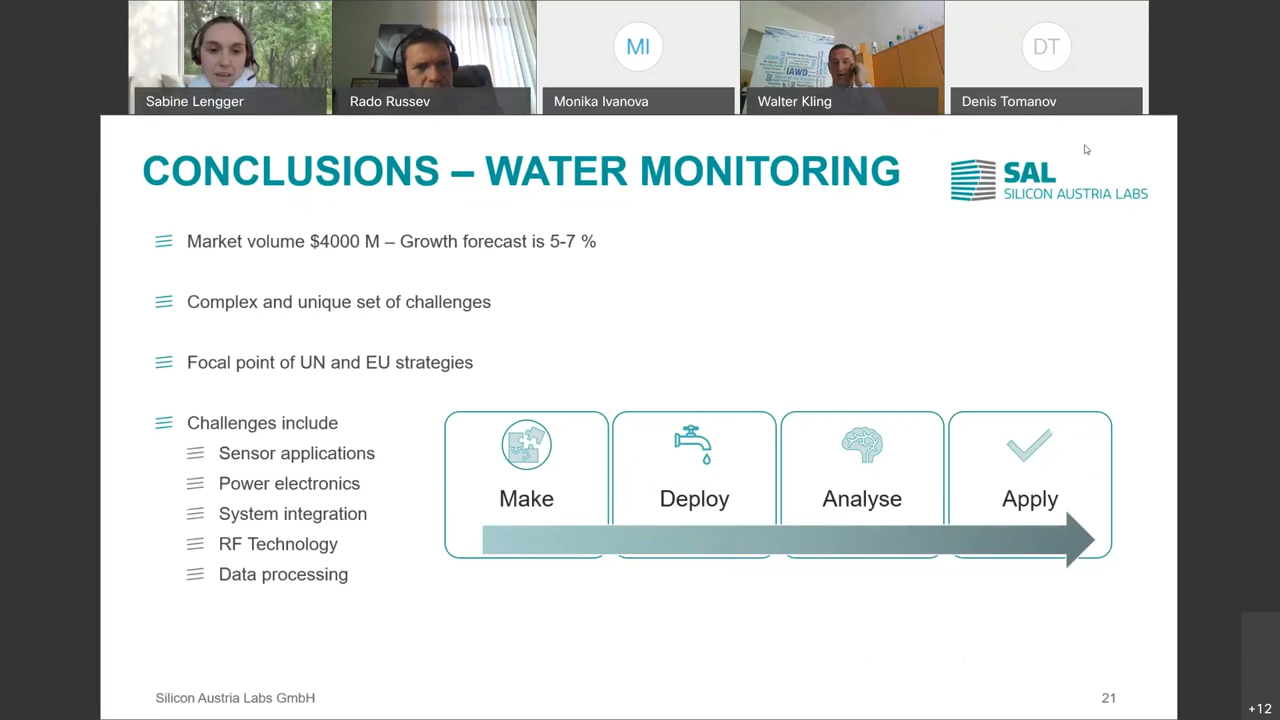 MI
DT
IAWD
Sabine Lengger
Rado Russev
Monika Ivanova
Walter Kling
Denis Tomanov
CONCLUSIONS – WATER MONITORING
SAL
SILICON AUSTRIA LABS
Market volume $4000 M – Growth forecast is 5-7 %
Complex and unique set of challenges
Focal point of UN and EU strategies
Challenges include
Sensor applications
Power electronics
System integration
RF Technology
Data processing
Make
Deploy
Analyse
Apply
Silicon Austria Labs GmbH
21
+12